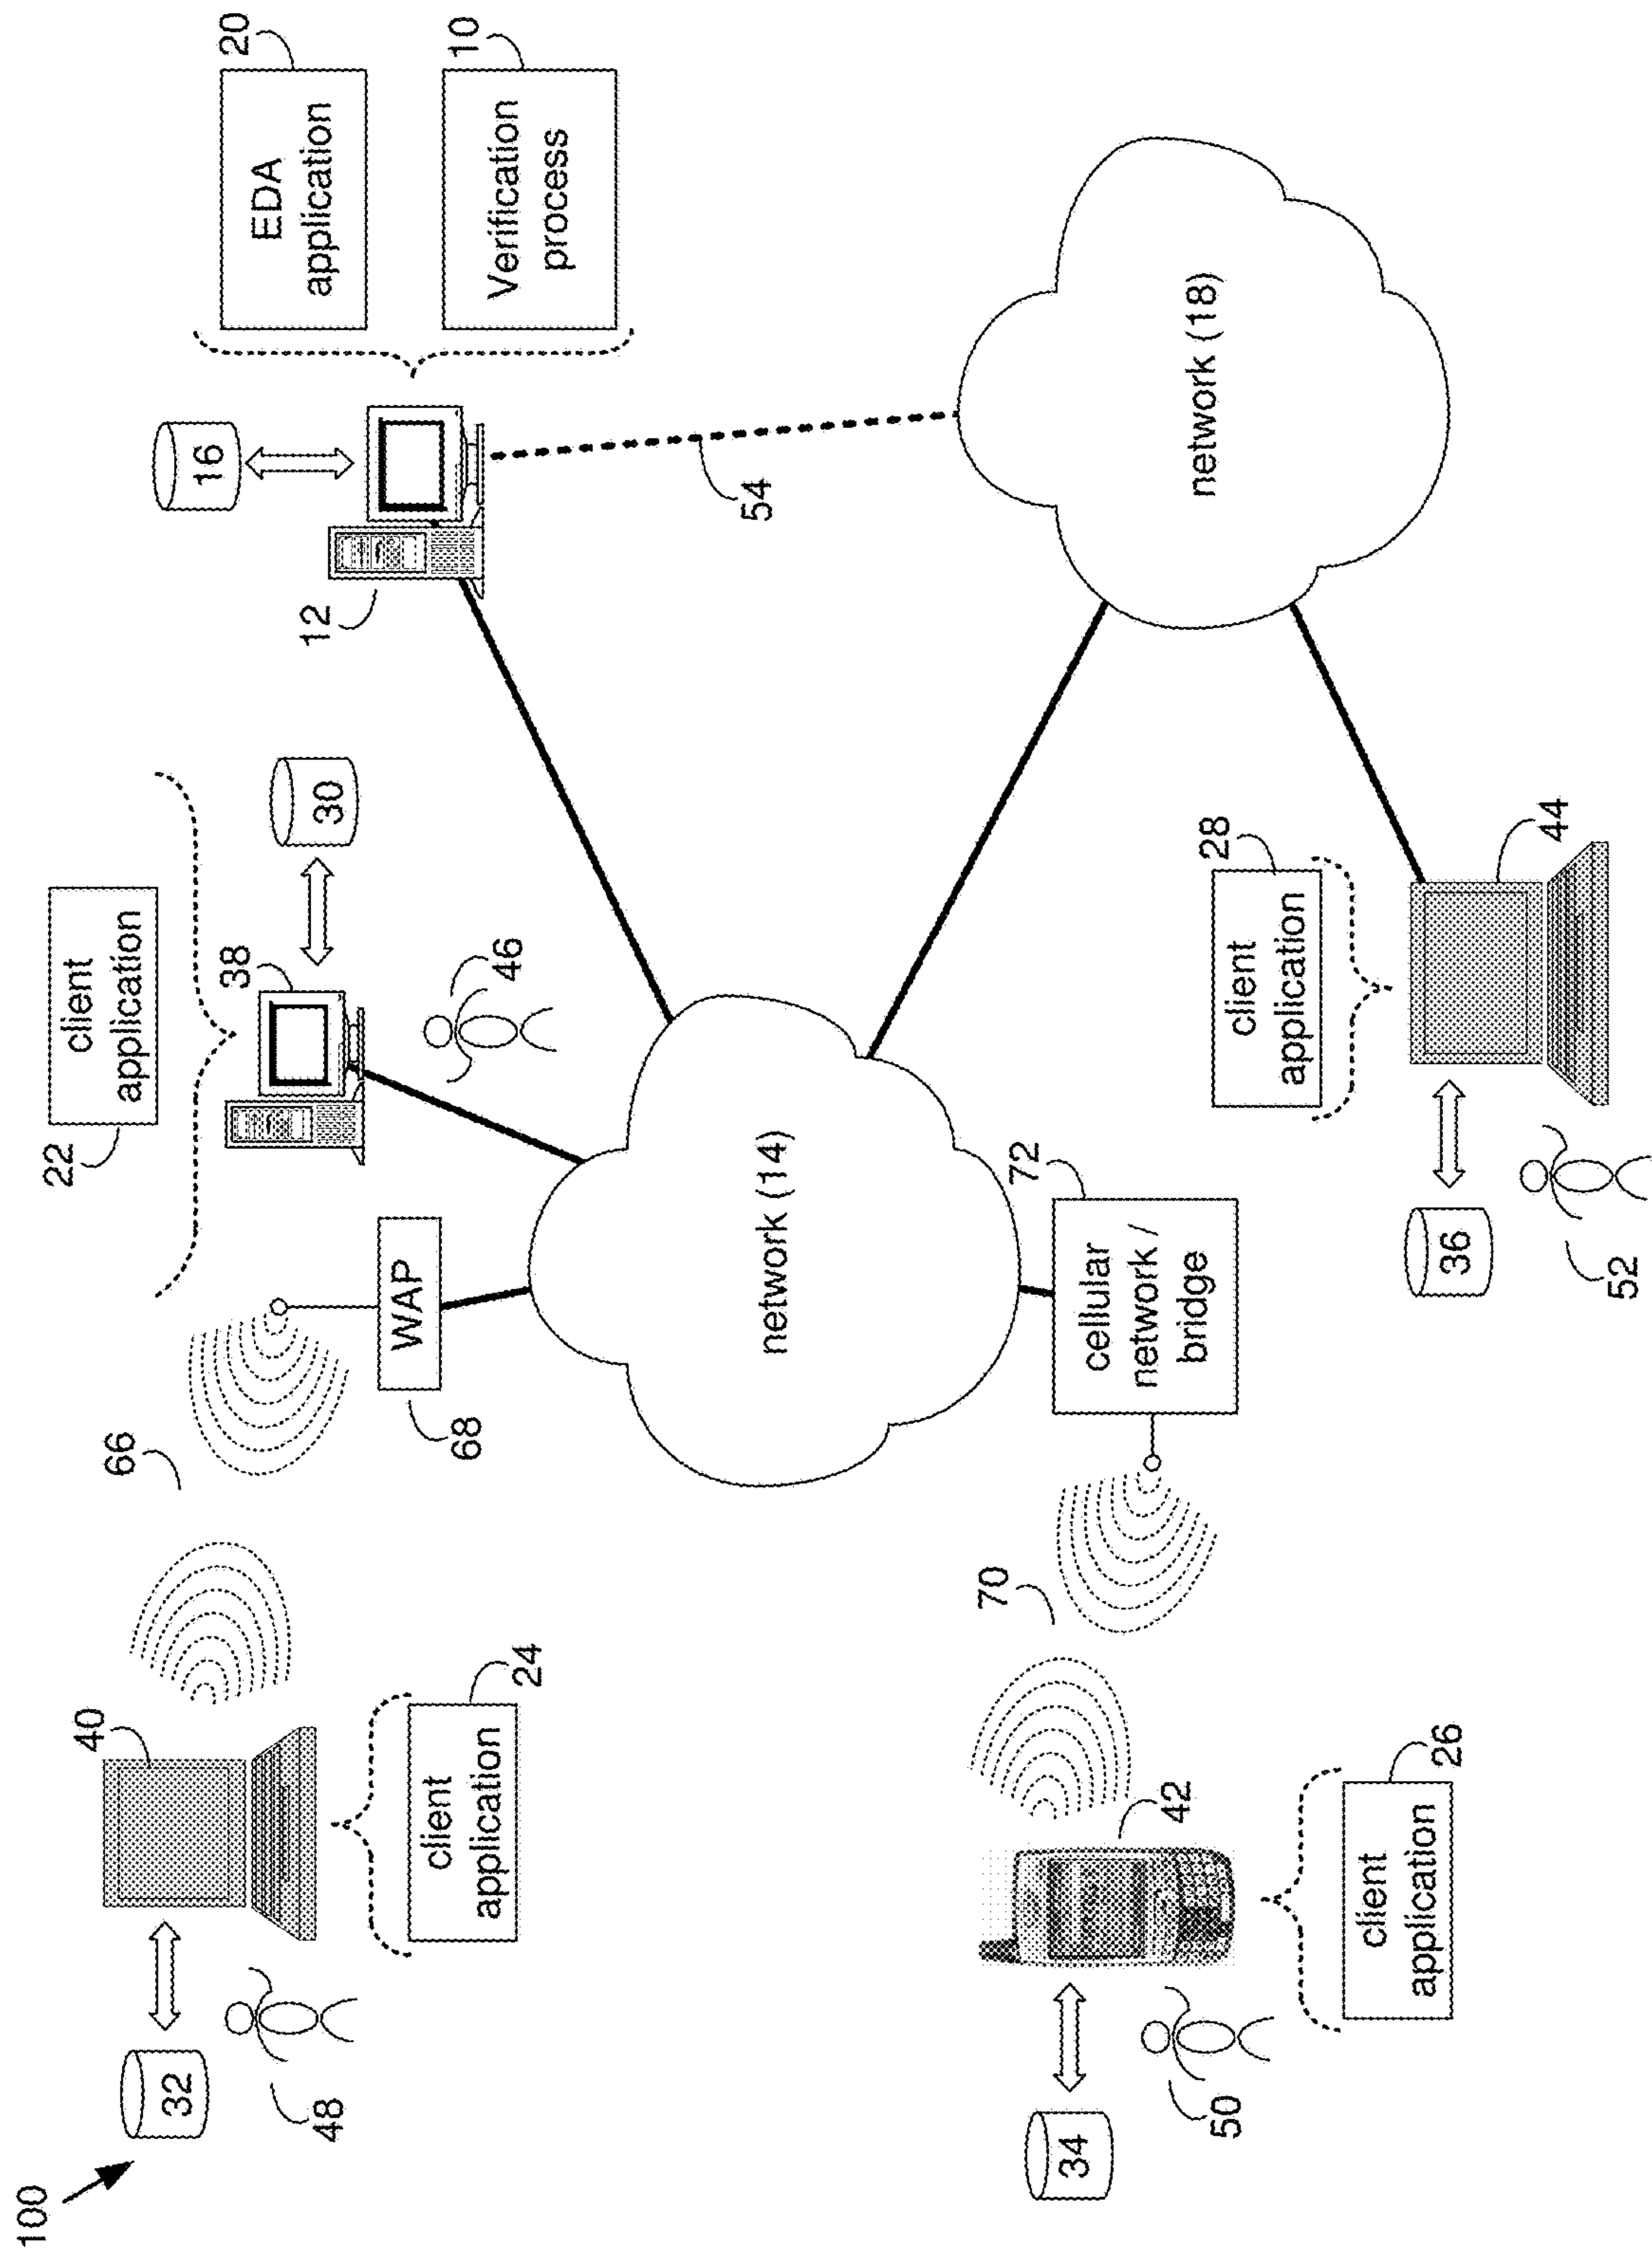 100
32
48
40
24
client
application
66
WAP
68
22
client
application
38
30
46
12
16
20
EDA
application
10
Verification
process
54
network (14)
network (18)
34
50
42
26
client
application
70
72
cellular
network /
bridge
36
52
28
client
application
44